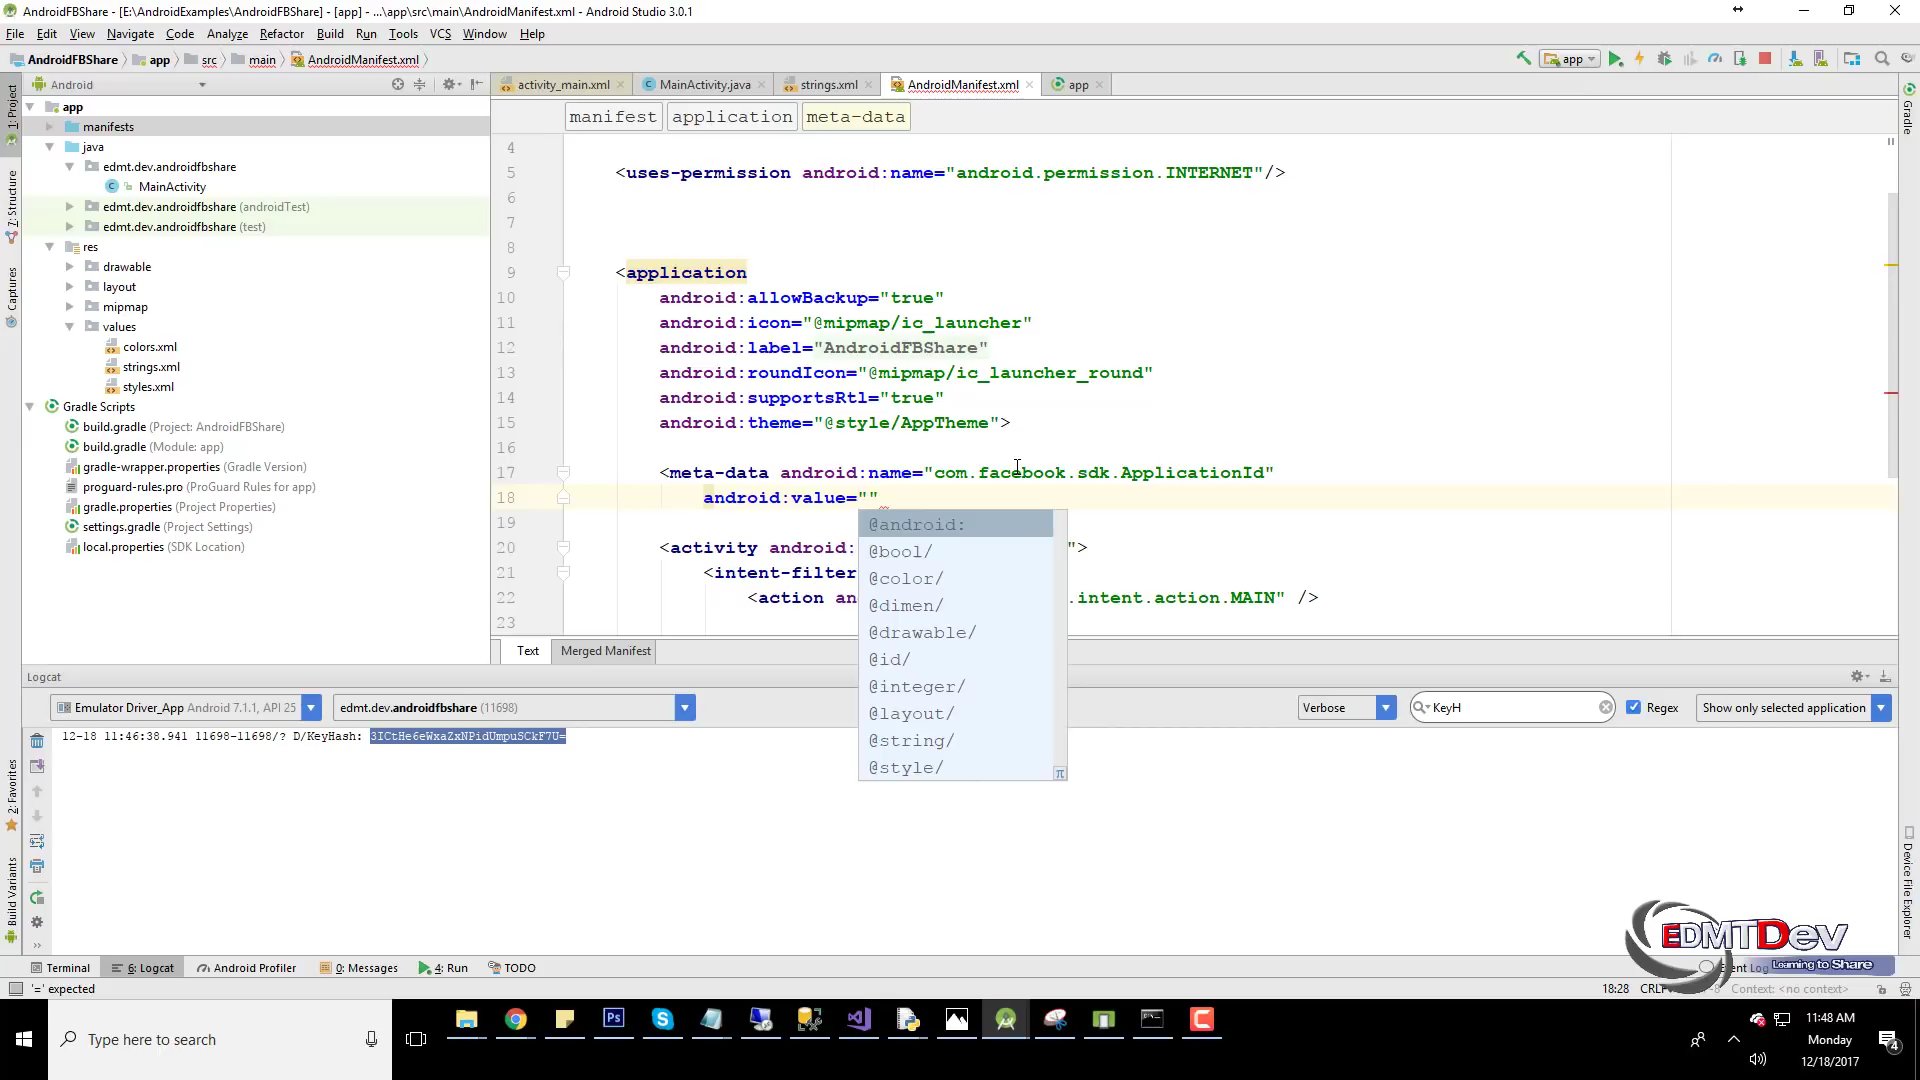 AndroidFBShare - [E:\AndroidExamples\AndroidFBShare] - [app] - ...\app\src\main\AndroidManifest.xml - Android Studio 3.0.1
File Edit View Navigate Code Analyze Refactor Build Run Tools VCS Window Help
AndroidFBShare app src main AndroidManifest.xml app
Android activity_main.xml MainActivity.java strings.xml AndroidManifest.xml app
manifest application meta-data
1: Project
7: Structure
Captures
2: Favorites
Build Variants
Gradle
Device File Explorer
app
manifests
java
edmt.dev.androidfbshare
MainActivity
edmt.dev.androidfbshare (androidTest)
edmt.dev.androidfbshare (test)
res
drawable
layout
mipmap
values
colors.xml
strings.xml
styles.xml
Gradle Scripts
build.gradle (Project: AndroidFBShare)
build.gradle (Module: app)
gradle-wrapper.properties (Gradle Version)
proguard-rules.pro (ProGuard Rules for app)
gradle.properties (Project Properties)
settings.gradle (Project Settings)
local.properties (SDK Location)
4
5 <uses-permission android:name="android.permission.INTERNET"/>
6
7
8
9 <application
10 android:allowBackup="true"
11 android:icon="@mipmap/ic_launcher"
12 android:label="AndroidFBShare"
13 android:roundIcon="@mipmap/ic_launcher_round"
14 android:supportsRtl="true"
15 android:theme="@style/AppTheme">
16
17 <meta-data android:name="com.facebook.sdk.ApplicationId"
18 android:value=""
19
20 <activity android: ">
21 <intent-filter
22 <action an .intent.action.MAIN" />
23
@android:
@bool/
@color/
@dimen/
@drawable/
@id/
@integer/
@layout/
@string/
@style/
π
Text Merged Manifest
Logcat
Emulator Driver_App Android 7.1.1, API 25 edmt.dev.androidfbshare (11698) Verbose KeyH Regex Show only selected application
12-18 11:46:38.941 11698-11698/? D/KeyHash: 3ICtHe6eWxaZxNPidUmpuSCkF7U=
EDMTDev
Learning to Share
Terminal 6: Logcat Android Profiler 0: Messages 4: Run TODO
'=' expected 18:28 Context: <no context>
Type here to search
11:48 AM
Monday
12/18/2017
4